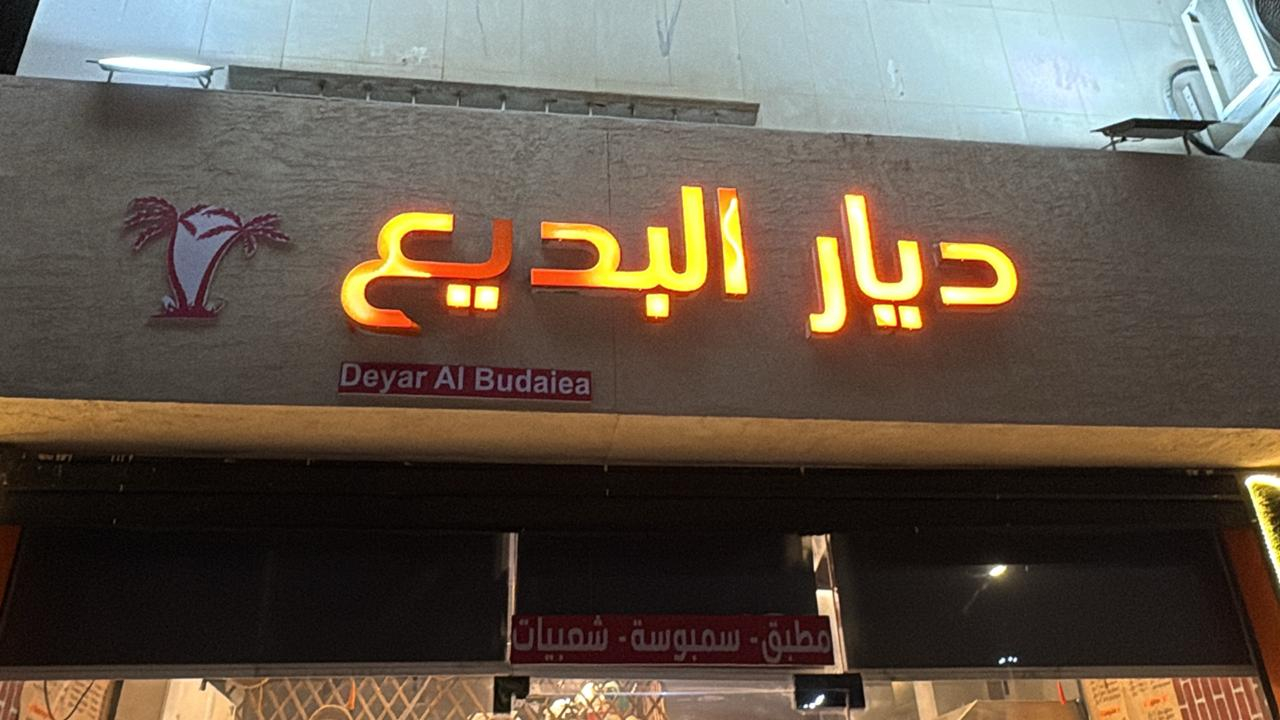 ديار البديع
Deyar Al Budaiea
مطبق - سمبوسة - شعبيات